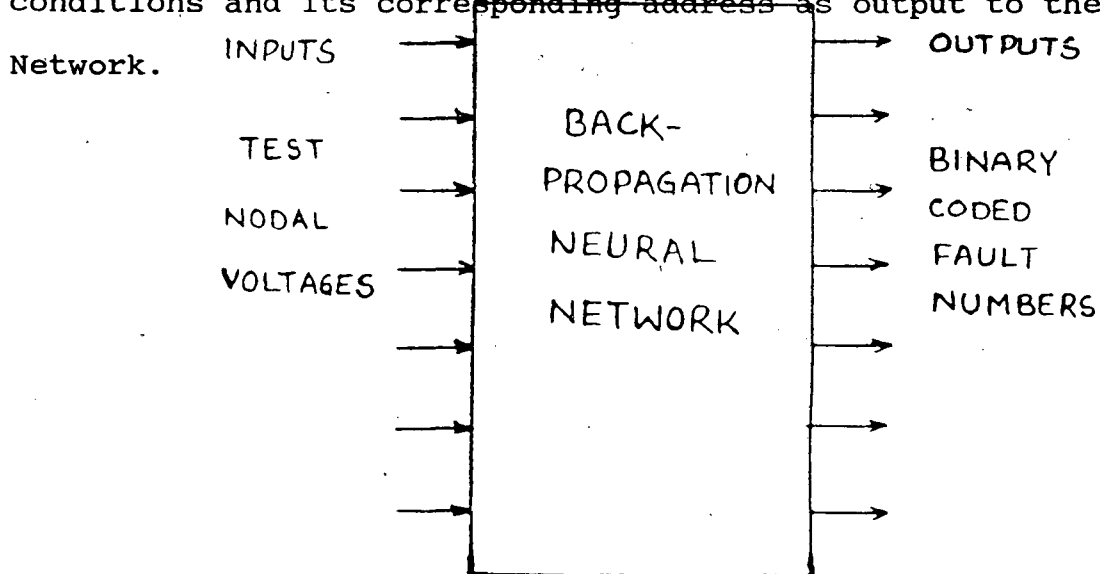 conditions and its corresponding address as output to the
Network.
INPUTS
TEST
NODAL
VOLTAGES
BACK-
PROPAGATION
NEURAL
NETWORK
OUTPUTS
BINARY
CODED
FAULT
NUMBERS